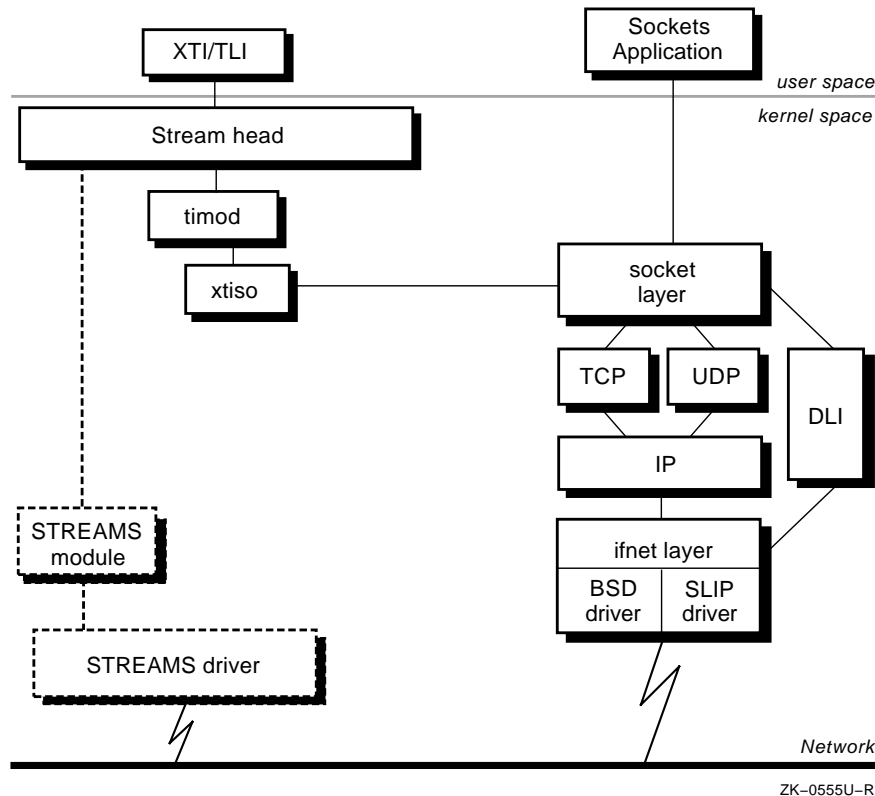 XTI/TLI
Sockets
Application
user space
kernel space
Stream head
timod
xtiso
socket
layer
TCP
UDP
DLI
IP
STREAMS
module
ifnet layer
BSD
driver
SLIP
driver
STREAMS driver
Network
ZK–0555U–R